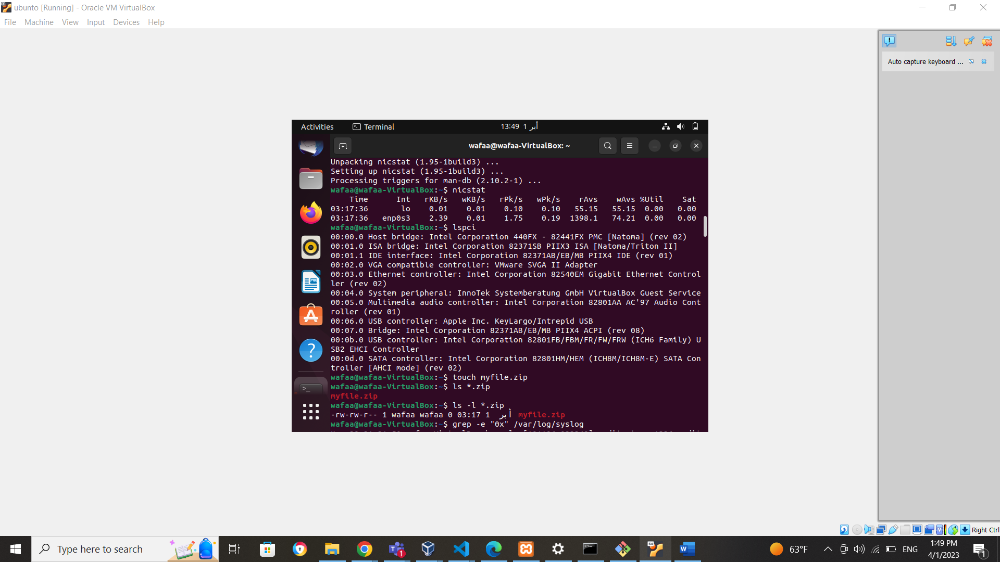 ubunto [Running] - Oracle VM VirtualBox
File Machine View Input Devices Help
Auto capture keyboard ...
Activities Terminal 13:49 1 أبر
wafaa@wafaa-VirtualBox: ~
Unpacking nicstat (1.95-1build3) ...
Setting up nicstat (1.95-1build3) ...
Processing triggers for man-db (2.10.2-1) ...
wafaa@wafaa-VirtualBox:~$ nicstat
Time Int rKB/s wKB/s rPk/s wPk/s rAvs wAvs %Util Sat
03:17:36 lo 0.01 0.01 0.10 0.10 55.15 55.15 0.00 0.00
03:17:36 enp0s3 2.39 0.01 1.75 0.19 1398.1 74.21 0.00 0.00
wafaa@wafaa-VirtualBox:~$ lspci
00:00.0 Host bridge: Intel Corporation 440FX - 82441FX PMC [Natoma] (rev 02)
00:01.0 ISA bridge: Intel Corporation 82371SB PIIX3 ISA [Natoma/Triton II]
00:01.1 IDE interface: Intel Corporation 82371AB/EB/MB PIIX4 IDE (rev 01)
00:02.0 VGA compatible controller: VMware SVGA II Adapter
00:03.0 Ethernet controller: Intel Corporation 82540EM Gigabit Ethernet Control
ler (rev 02)
00:04.0 System peripheral: InnoTek Systemberatung GmbH VirtualBox Guest Service
00:05.0 Multimedia audio controller: Intel Corporation 82801AA AC'97 Audio Cont
roller (rev 01)
00:06.0 USB controller: Apple Inc. KeyLargo/Intrepid USB
00:07.0 Bridge: Intel Corporation 82371AB/EB/MB PIIX4 ACPI (rev 08)
00:0b.0 USB controller: Intel Corporation 82801FB/FBM/FR/FW/FRW (ICH6 Family) U
SB2 EHCI Controller
00:0d.0 SATA controller: Intel Corporation 82801HM/HEM (ICH8M/ICH8M-E) SATA Con
troller [AHCI mode] (rev 02)
wafaa@wafaa-VirtualBox:~$ touch myfile.zip
wafaa@wafaa-VirtualBox:~$ ls *.zip
myfile.zip
wafaa@wafaa-VirtualBox:~$ ls -l *.zip
-rw-rw-r-- 1 wafaa wafaa 0 03:17 1 أبر myfile.zip
wafaa@wafaa-VirtualBox:~$ grep -e "0x" /var/log/syslog
Right Ctrl
Type here to search
63°F
ENG
1:49 PM
4/1/2023